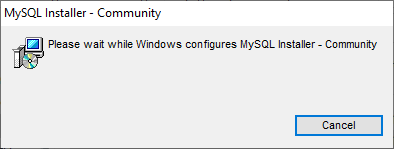 MySQL Installer - Community
Please wait while Windows configures MySQL Installer - Community
Cancel